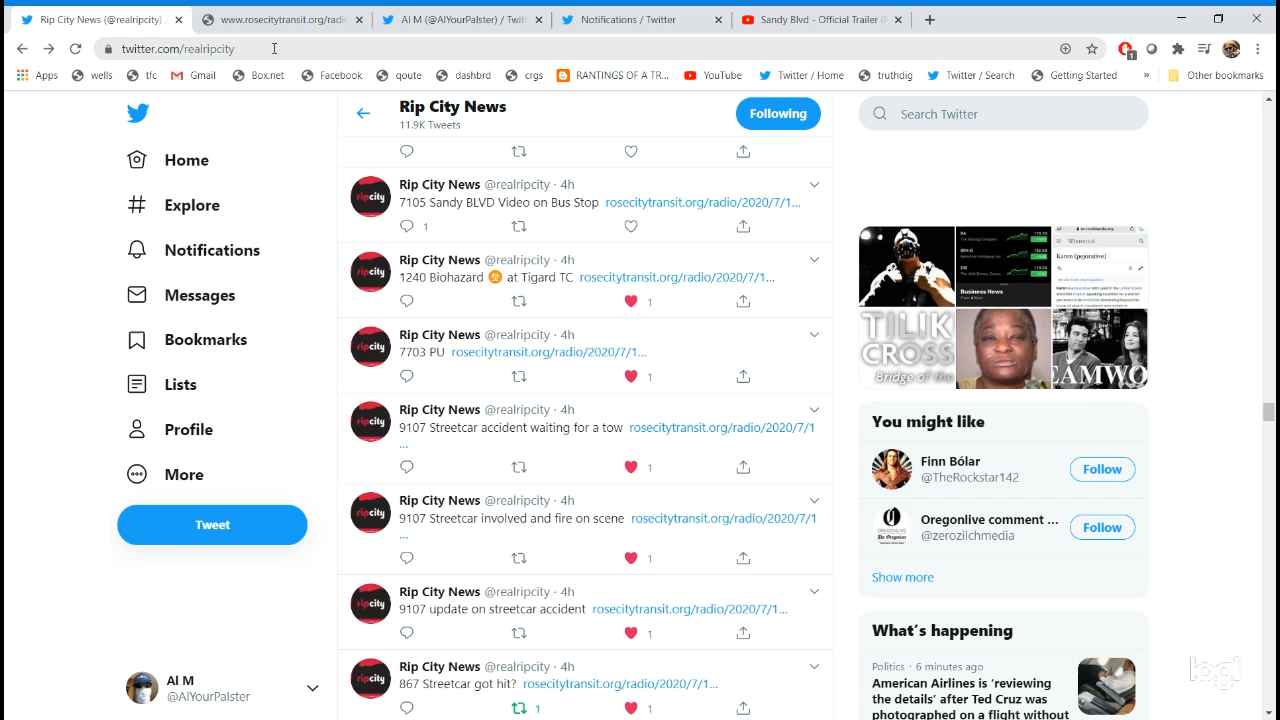 Rip City News (@realripcity) /
www.rosecitytransit.org/radi
Al M (@AlYourPalster) / Twitt
Notifications / Twitter
Sandy Blvd - Official Trailer (F
twitter.com/realripcity
1
Apps
wells
tfc
Gmail
Box.net
Facebook
qoute
dashbrd
crgs
RANTINGS OF A TR...
YouTube
Twitter / Home
truthdig
Twitter / Search
Getting Started
»
Other bookmarks
Home
Explore
Notifications
Messages
Bookmarks
Lists
Profile
More
Tweet
Al M
@AlYourPalster
Rip City News
11.9K Tweets
Following
Rip City News @realripcity · 4h
7105 Sandy BLVD Video on Bus Stop rosecitytransit.org/radio/2020/7/1...
1
Rip City News @realripcity · 4h
1240 Biohazard ☣ at Tigard TC rosecitytransit.org/radio/2020/7/1...
1
Rip City News @realripcity · 4h
7703 PU rosecitytransit.org/radio/2020/7/1...
1
Rip City News @realripcity · 4h
9107 Streetcar accident waiting for a tow rosecitytransit.org/radio/2020/7/1
...
1
Rip City News @realripcity · 4h
9107 Streetcar involved and fire on scene rosecitytransit.org/radio/2020/7/1
...
1
Rip City News @realripcity · 4h
9107 update on streetcar accident rosecitytransit.org/radio/2020/7/1...
1
Rip City News @realripcity · 4h
867 Streetcar got hit rosecitytransit.org/radio/2020/7/1...
1
1
Search Twitter
Business News
Karen (pejorative)
TILIK
CROSS
Bridge of the
EAMWO
You might like
Finn Bólar
@TheRockstar142
Follow
Oregonlive comment ...
@zerozilchmedia
Follow
Show more
What's happening
Politics · 6 minutes ago
American Airlines is 'reviewing
the details' after Ted Cruz was
photographed on a flight without